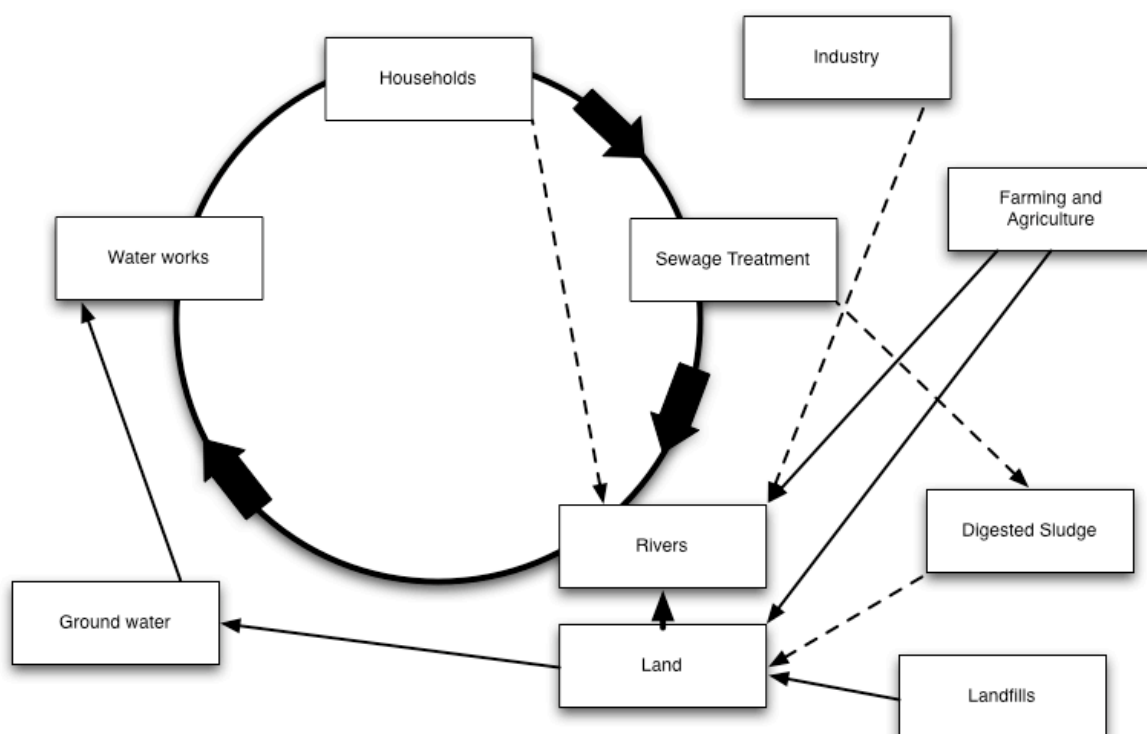 Industry
Households
Farming and
Agriculture
Water works
Sewage Treatment
Digested Sludge
Rivers
Ground water
Land
Landfills